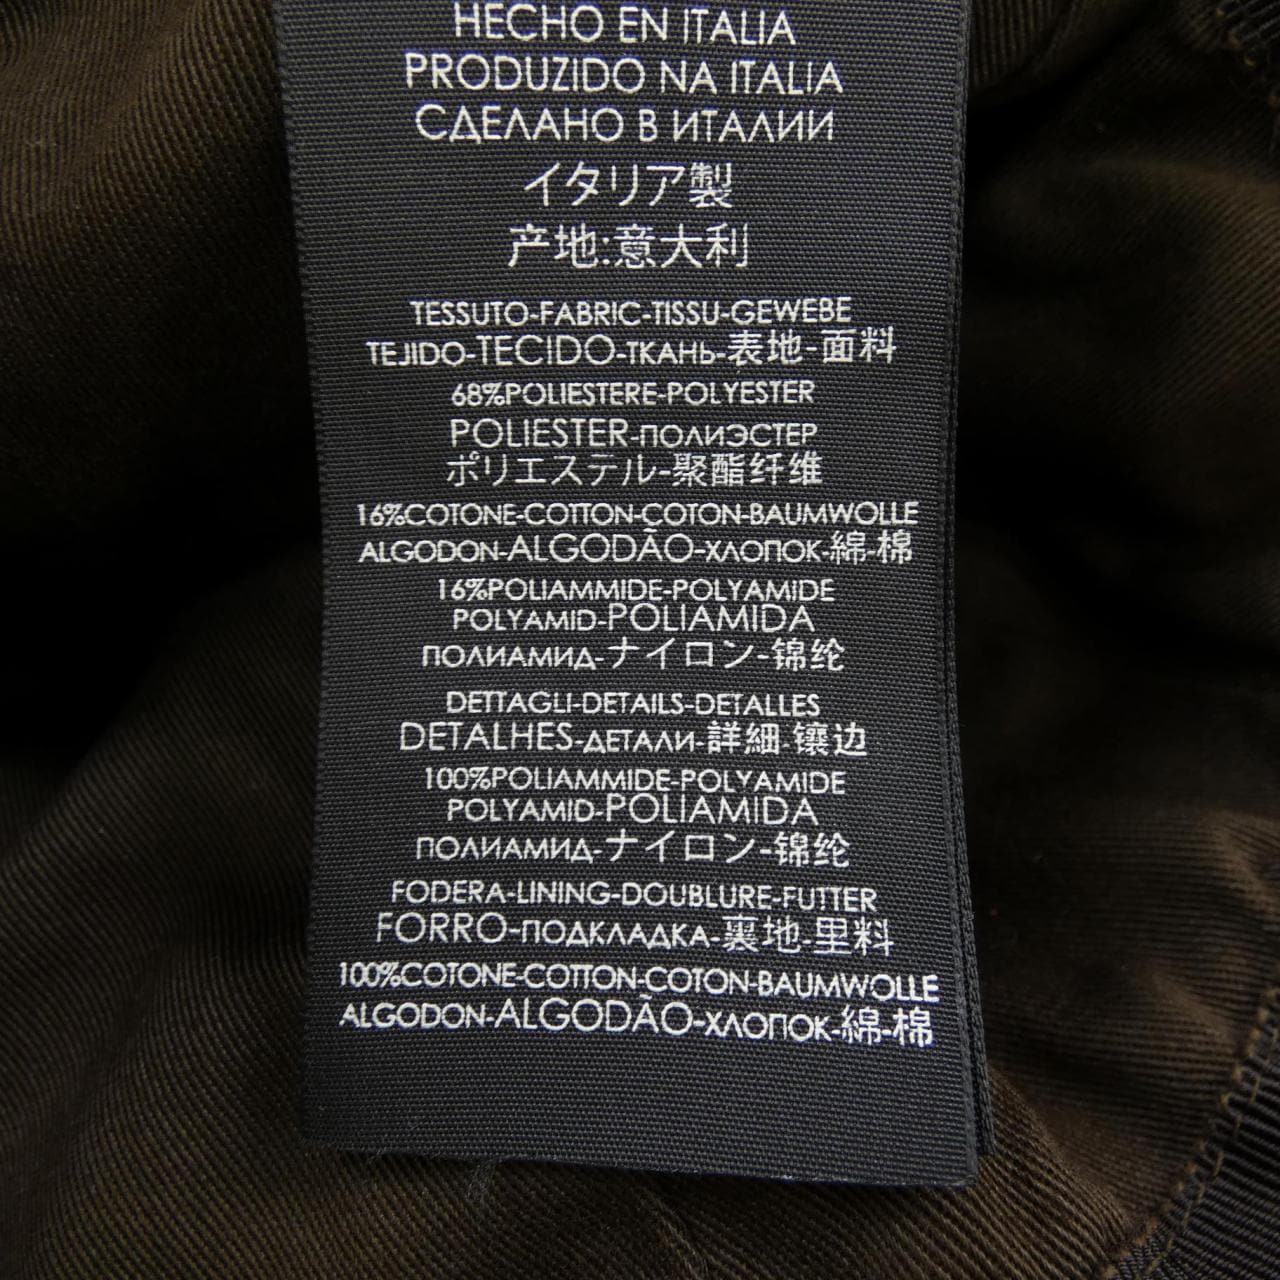 HECHO EN ITALIA
PRODUZIDO NA ITALIA
СДЕЛАНО В ИТАЛИИ
イタリア製
产地:意大利
TESSUTO-FABRIC-TISSU-GEWEBE
TEJIDO-TECIDO-ТКАНЬ-表地-面料
68%POLIESTERE-POLYESTER
POLIESTER-ПОЛИЭСТЕР
ポリエステル-聚酯纤维
16%COTONE-COTTON-COTON-BAUMWOLLE
ALGODON-ALGODÃO-ХЛОПОК-綿-棉
16%POLIAMMIDE-POLYAMIDE
POLYAMID-POLIAMIDA
ПОЛИАМИД-ナイロン-锦纶
DETTAGLI-DETAILS-DETALLES
DETALHES-ДЕТАЛИ-詳細-镶边
100%POLIAMMIDE-POLYAMIDE
POLYAMID-POLIAMIDA
ПОЛИАМИД-ナイロン-锦纶
FODERA-LINING-DOUBLURE-FUTTER
FORRO-ПОДКЛАДКА-裏地-里料
100%COTONE-COTTON-COTON-BAUMWOLLE
ALGODON-ALGODÃO-ХЛОПОК-綿-棉